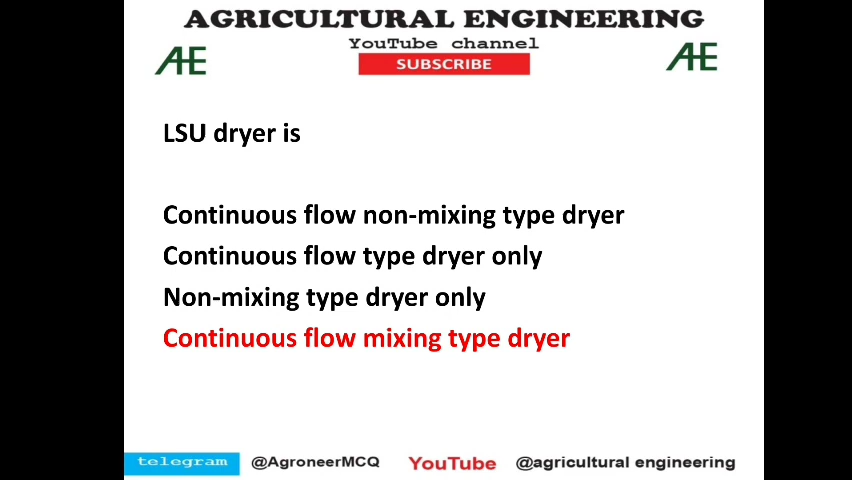 AGRICULTURAL ENGINEERING
YouTube channel
AE
SUBSCRIBE
AE
LSU dryer is
Continuous flow non-mixing type dryer
Continuous flow type dryer only
Non-mixing type dryer only
Continuous flow mixing type dryer
telegram @AgroneerMCQ YouTube @agricultural engineering